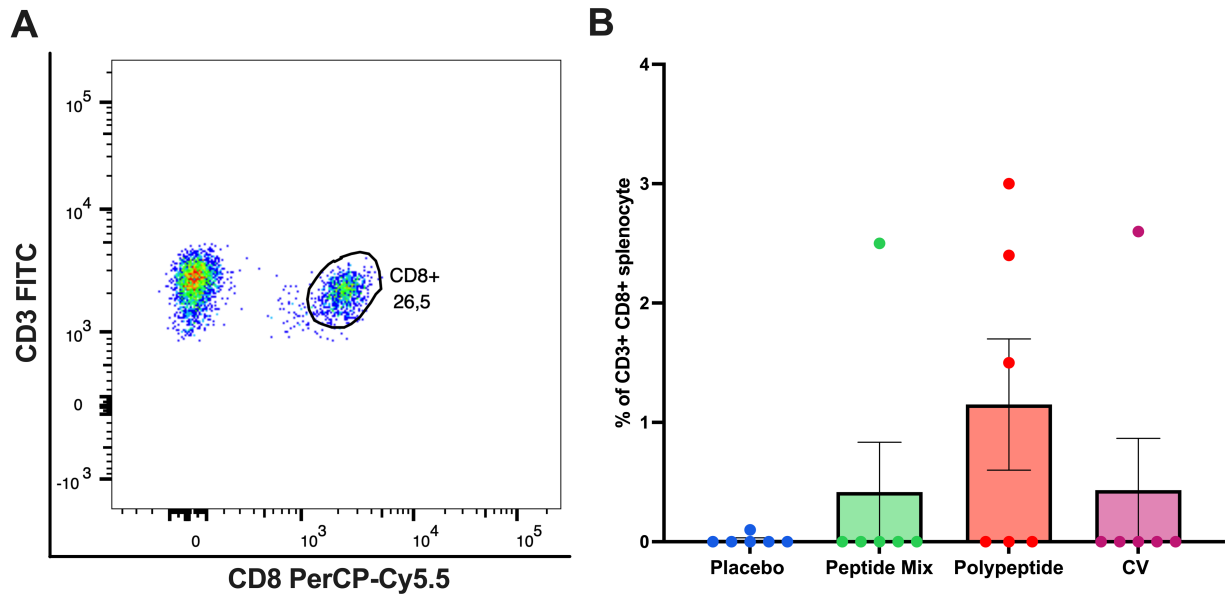 A
CD3 FITC
10^5
10^4
10^3
0
-10^3
CD8+
26,5
0
10^3
10^4
10^5
CD8 PerCP-Cy5.5
B
% of CD3+ CD8+ splenocyte
4
3
2
1
0
Placebo
Peptide Mix
Polypeptide
CV